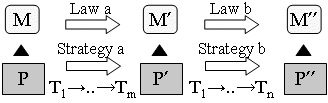 Law a Law b
M M′ M′′
Strategy a Strategy b
P P′ P′′
T1→..→Tm T1→..→Tn